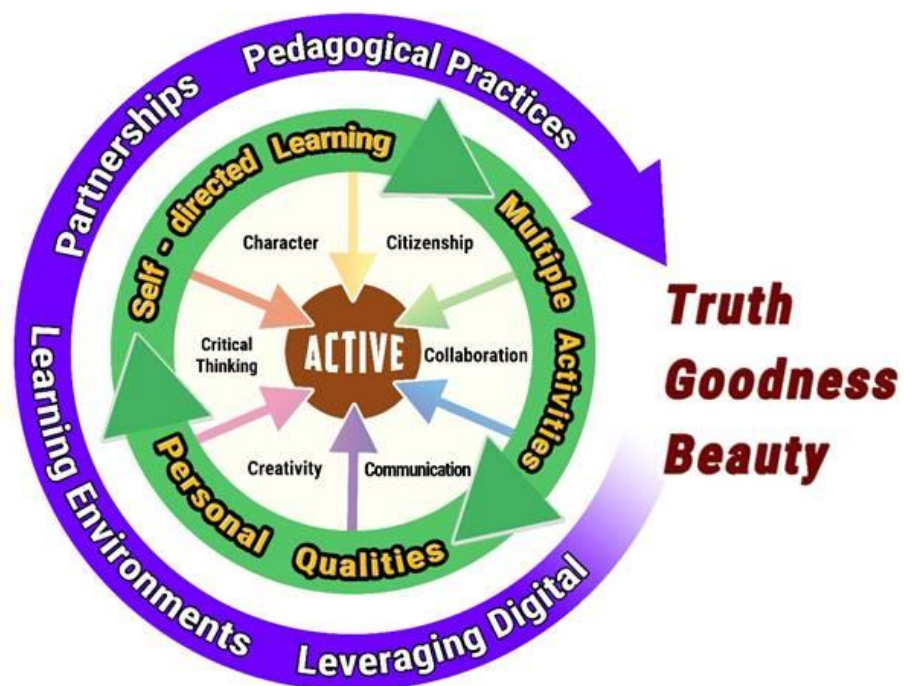 Pedagogical Practices
Partnerships
Learning Environments
Leveraging Digital
Self - directed Learning
Multiple Activities
Personal Qualities
Character
Citizenship
Critical
Thinking
Collaboration
Creativity
Communication
ACTIVE
Truth
Goodness
Beauty